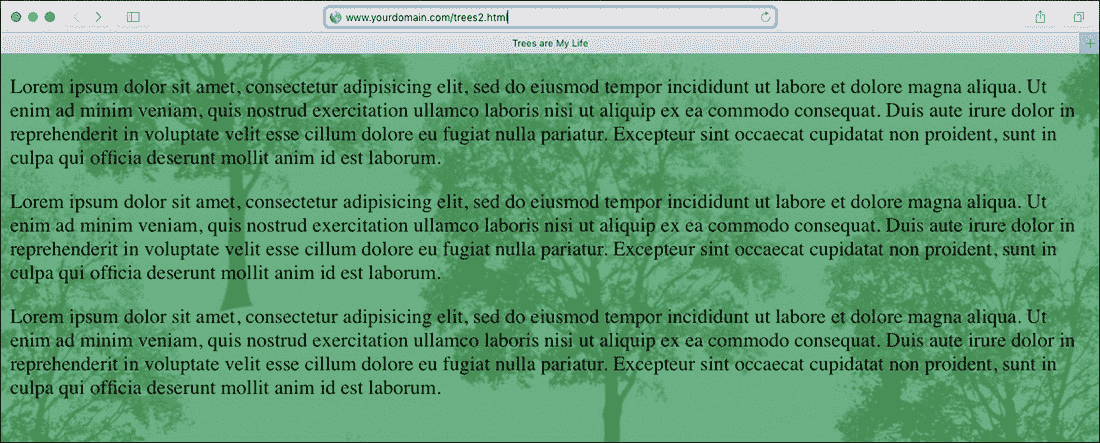 www.yourdomain.com/trees2.html
Trees are My Life
Lorem ipsum dolor sit amet, consectetur adipisicing elit, sed do eiusmod tempor incididunt ut labore et dolore magna aliqua. Ut
enim ad minim veniam, quis nostrud exercitation ullamco laboris nisi ut aliquip ex ea commodo consequat. Duis aute irure dolor in
reprehenderit in voluptate velit esse cillum dolore eu fugiat nulla pariatur. Excepteur sint occaecat cupidatat non proident, sunt in
culpa qui officia deserunt mollit anim id est laborum.
Lorem ipsum dolor sit amet, consectetur adipisicing elit, sed do eiusmod tempor incididunt ut labore et dolore magna aliqua. Ut
enim ad minim veniam, quis nostrud exercitation ullamco laboris nisi ut aliquip ex ea commodo consequat. Duis aute irure dolor in
reprehenderit in voluptate velit esse cillum dolore eu fugiat nulla pariatur. Excepteur sint occaecat cupidatat non proident, sunt in
culpa qui officia deserunt mollit anim id est laborum.
Lorem ipsum dolor sit amet, consectetur adipisicing elit, sed do eiusmod tempor incididunt ut labore et dolore magna aliqua. Ut
enim ad minim veniam, quis nostrud exercitation ullamco laboris nisi ut aliquip ex ea commodo consequat. Duis aute irure dolor in
reprehenderit in voluptate velit esse cillum dolore eu fugiat nulla pariatur. Excepteur sint occaecat cupidatat non proident, sunt in
culpa qui officia deserunt mollit anim id est laborum.